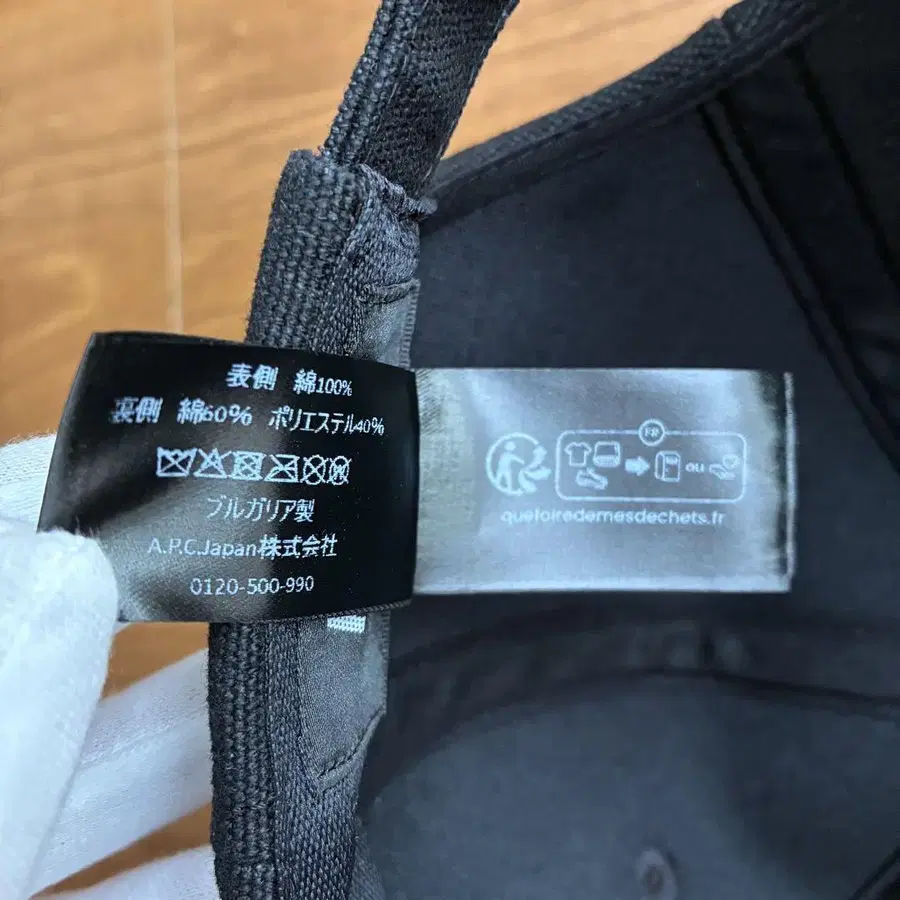 表側 綿100%
裏側 綿60% ポリエステル40%
ブルガリア製
A.P.C.Japan株式会社
0120-500-990
FR
ou
quefairedemesdechets.fr